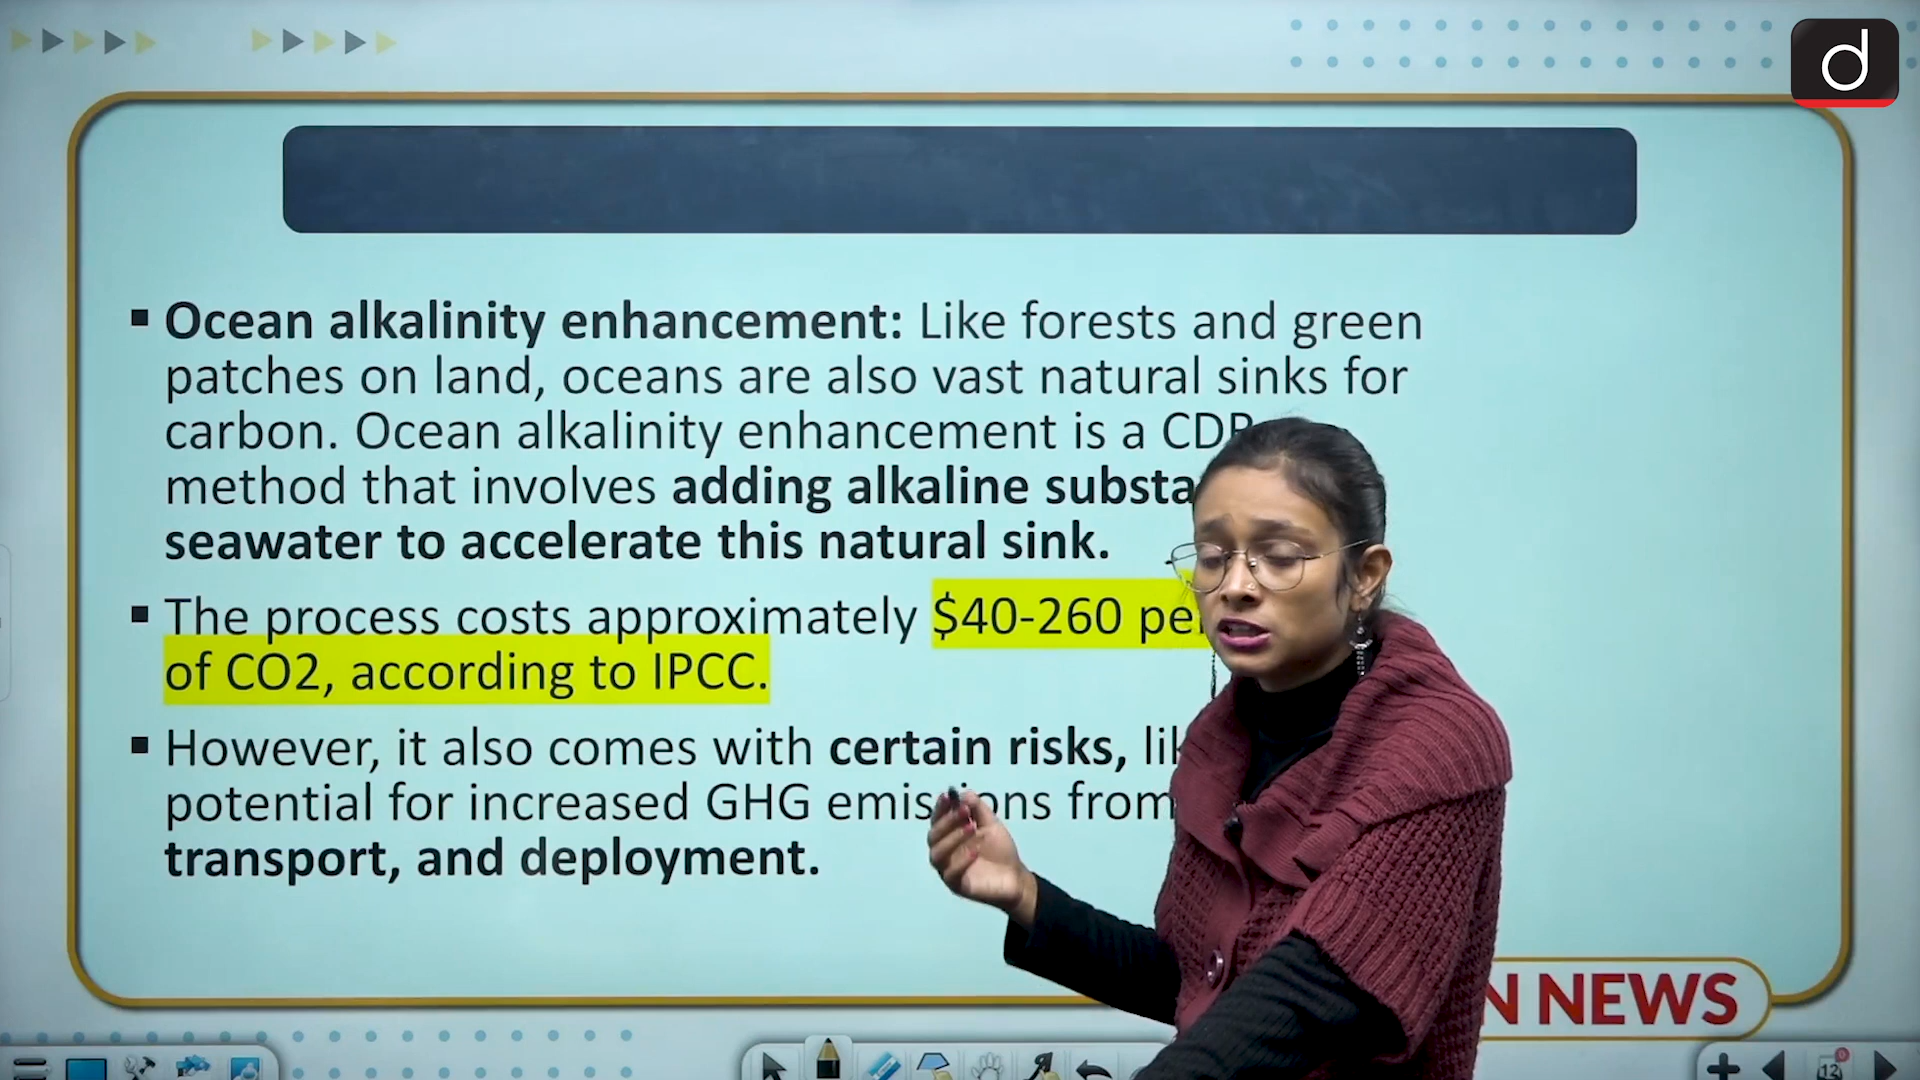 d
Ocean alkalinity enhancement: Like forests and green
patches on land, oceans are also vast natural sinks for
carbon. Ocean alkalinity enhancement is a CDR
method that involves adding alkaline
seawater to accelerate this natural sink.
The process costs approximately $40-260
of CO2, according to IPCC.
However, it also comes with certain risks,
potential for increased GHG emissions from
transport, and deployment.
N NEWS
12